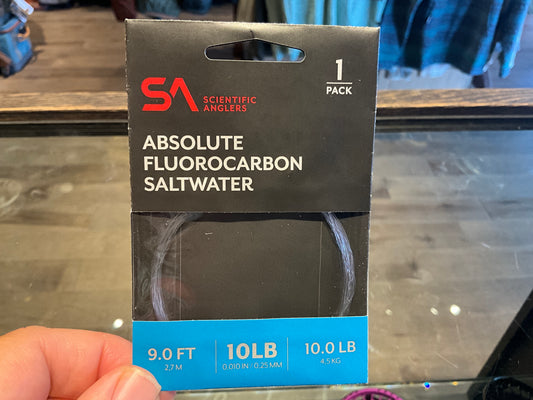 1
PACK
SA SCIENTIFIC
ANGLERS
ABSOLUTE
FLUOROCARBON
SALTWATER
9.0 FT
2,7 M
10LB
0.010 IN / 0.25 MM
10.0 LB
4.5 KG